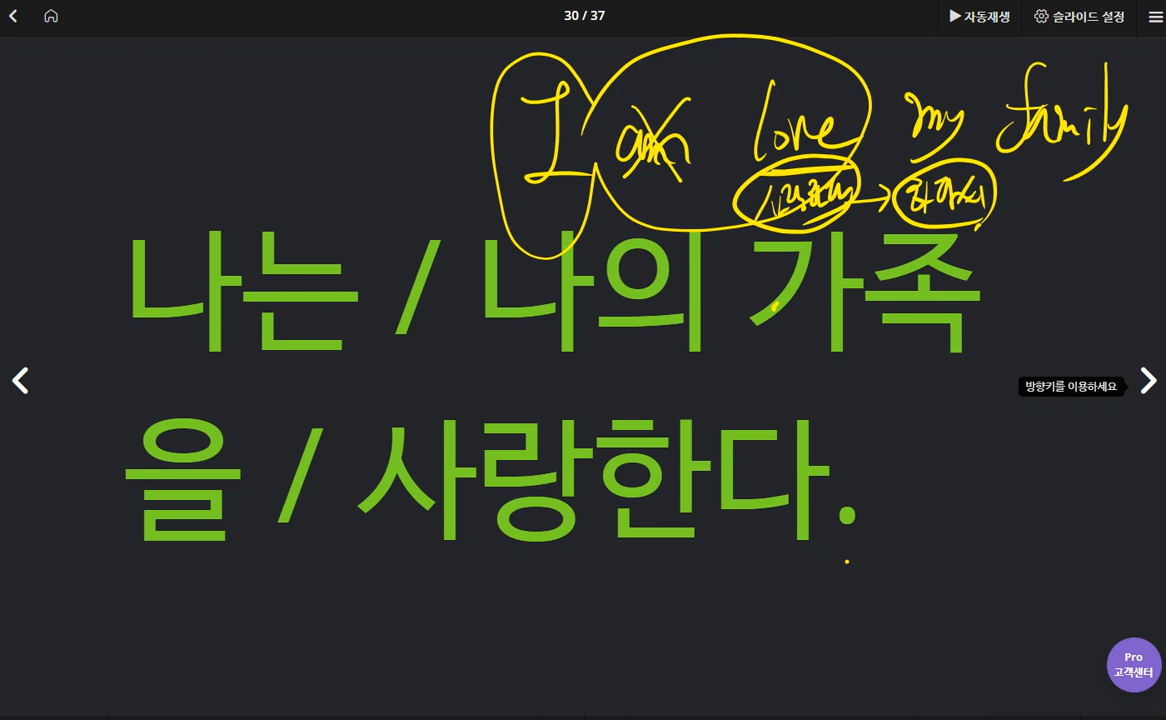 30 / 37
자동재생
슬라이드 설정
I am love my family
나는 / 나의 가족
방향키를 이용하세요
을 / 사랑한다.
Pro
고객센터